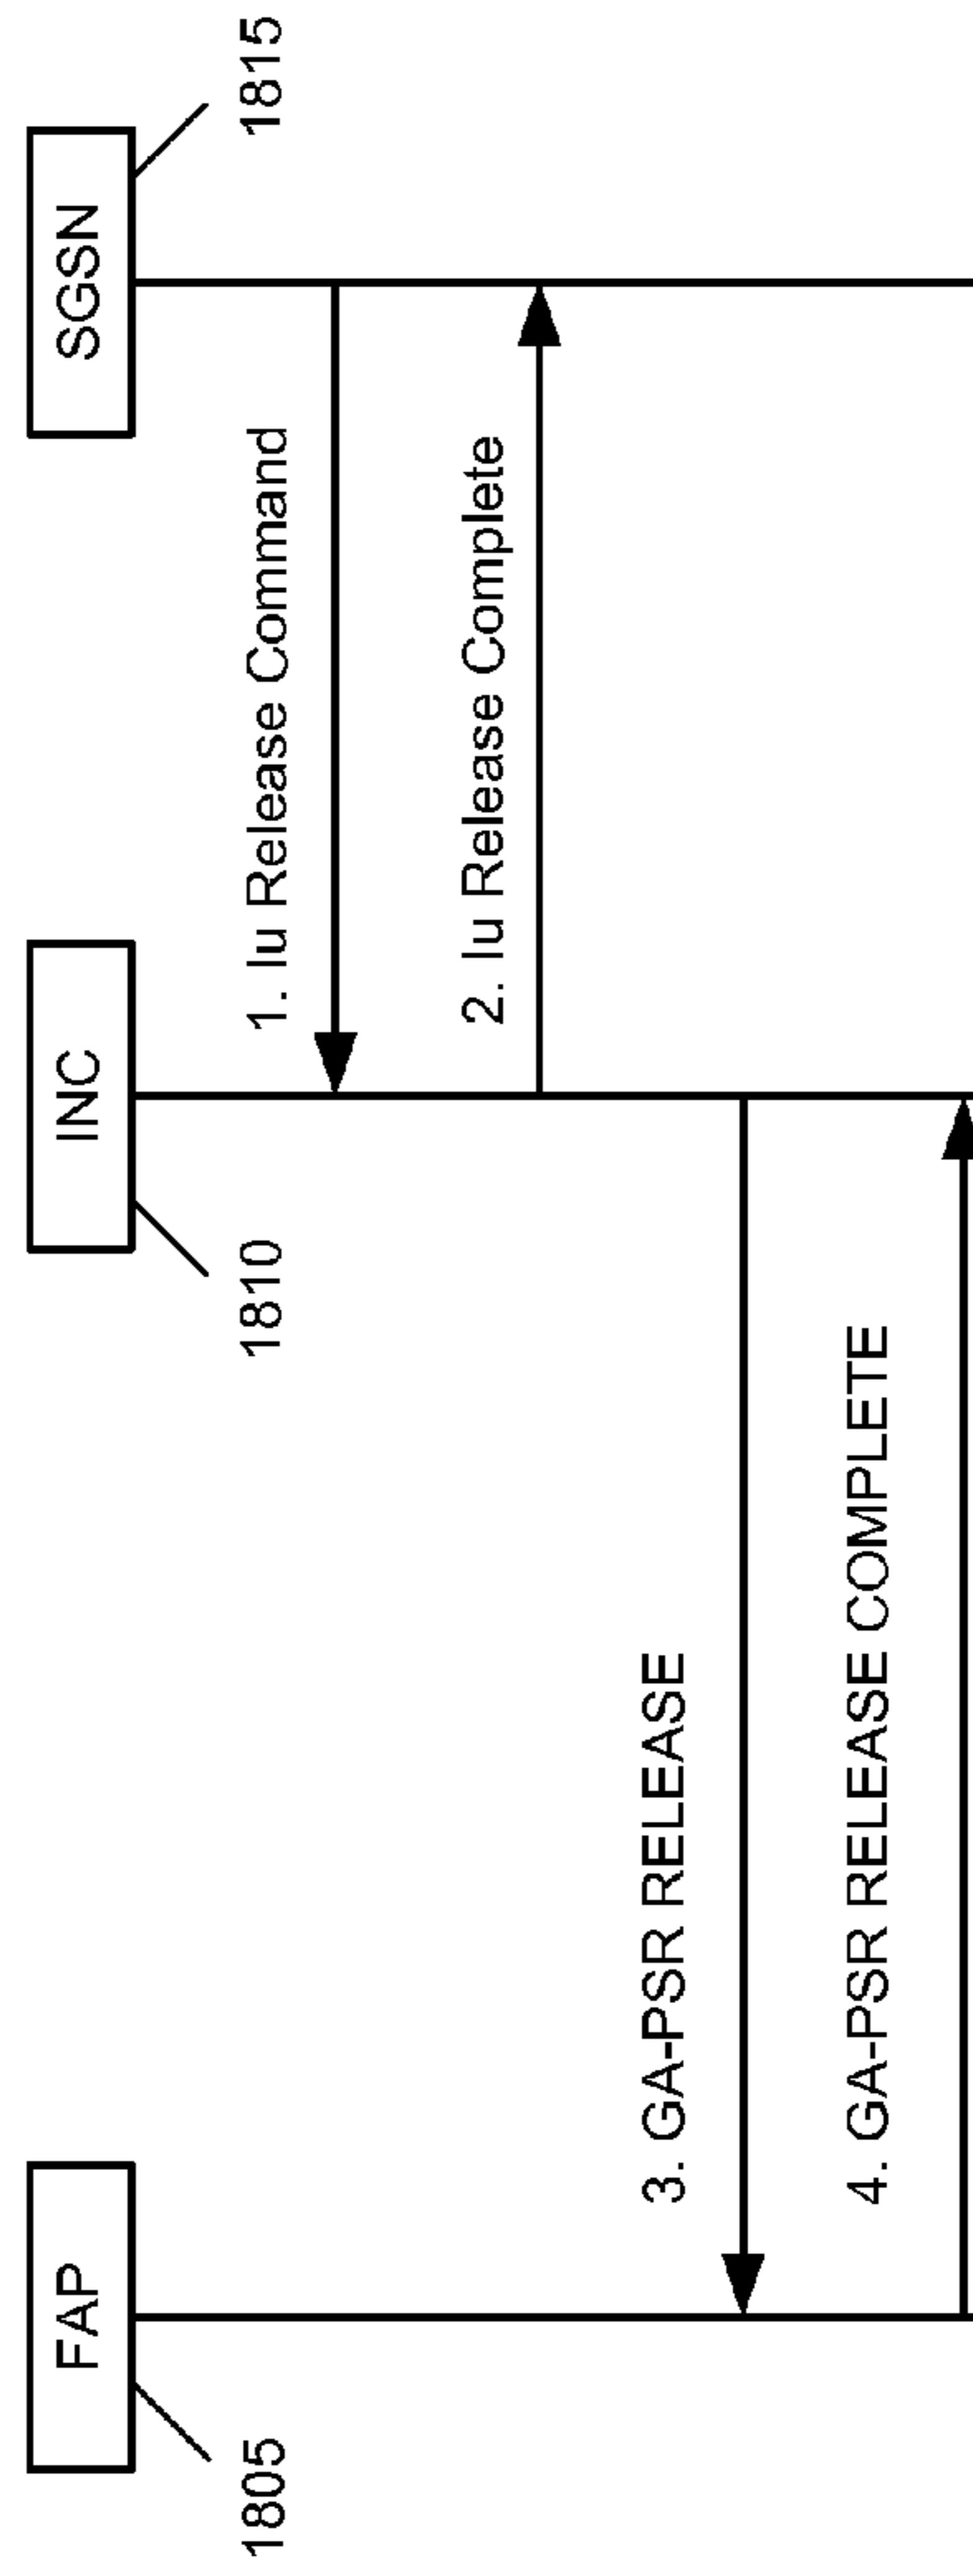 FAP
INC
SGSN
1805
1810
1815
1. Iu Release Command
2. Iu Release Complete
3. GA-PSR RELEASE
4. GA-PSR RELEASE COMPLETE